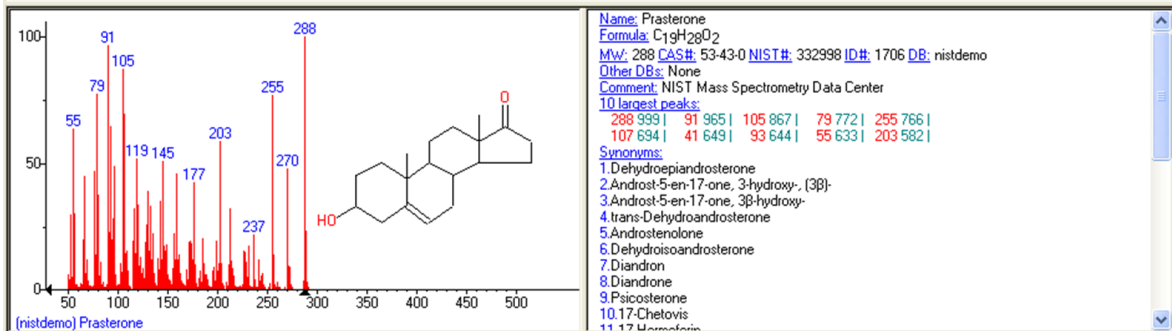 100
50
0
55
79
91
105
119
145
177
203
237
255
270
288
O
HO
50 100 150 200 250 300 350 400 450 500
(nistdemo) Prasterone
Name: Prasterone
Formula: C19H28O2
MW: 288 CAS#: 53-43-0 NIST#: 332998 ID#: 1706 DB: nistdemo
Other DBs: None
Comment: NIST Mass Spectrometry Data Center
10 largest peaks:
288 999 | 91 965 | 105 867 | 79 772 | 255 766 |
107 694 | 41 649 | 93 644 | 55 633 | 203 582 |
Synonyms:
1.Dehydroepiandrosterone
2.Androst-5-en-17-one, 3-hydroxy-, (3β)-
3.Androst-5-en-17-one, 3β-hydroxy-
4.trans-Dehydroandrosterone
5.Androstenolone
6.Dehydroisoandrosterone
7.Diandron
8.Diandrone
9.Psicosterone
10.17-Chetovis